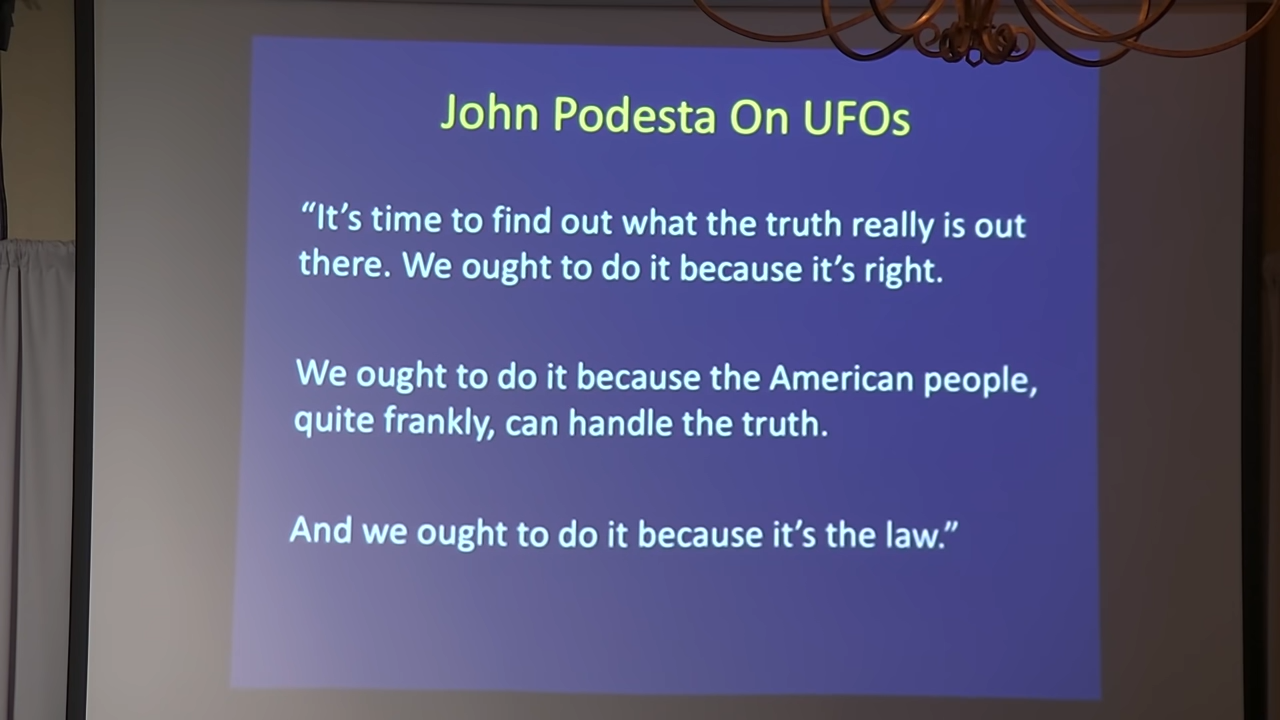 John Podesta On UFOs
“It’s time to find out what the truth really is out
there. We ought to do it because it’s right.
We ought to do it because the American people,
quite frankly, can handle the truth.
And we ought to do it because it’s the law.”